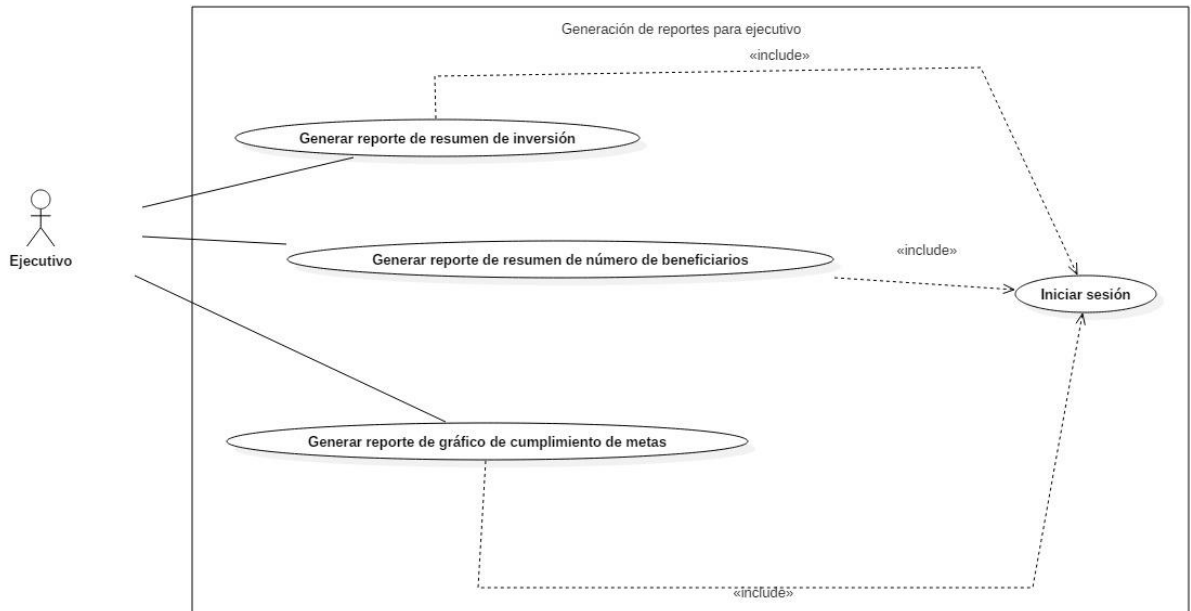 Generación de reportes para ejecutivo
«include»
Generar reporte de resumen de inversión
Ejecutivo
Generar reporte de resumen de número de beneficiarios
«include»
Iniciar sesión
Generar reporte de gráfico de cumplimiento de metas
«include»